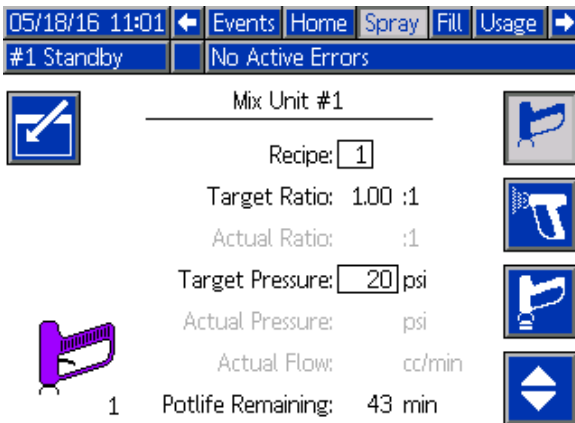 05/18/16 11:01 Events Home Spray Fill Usage
#1 Standby No Active Errors
Mix Unit #1
Recipe: 1
Target Ratio: 1.00 :1
Actual Ratio: :1
Target Pressure: 20 psi
Actual Pressure: psi
Actual Flow: cc/min
1 Potlife Remaining: 43 min